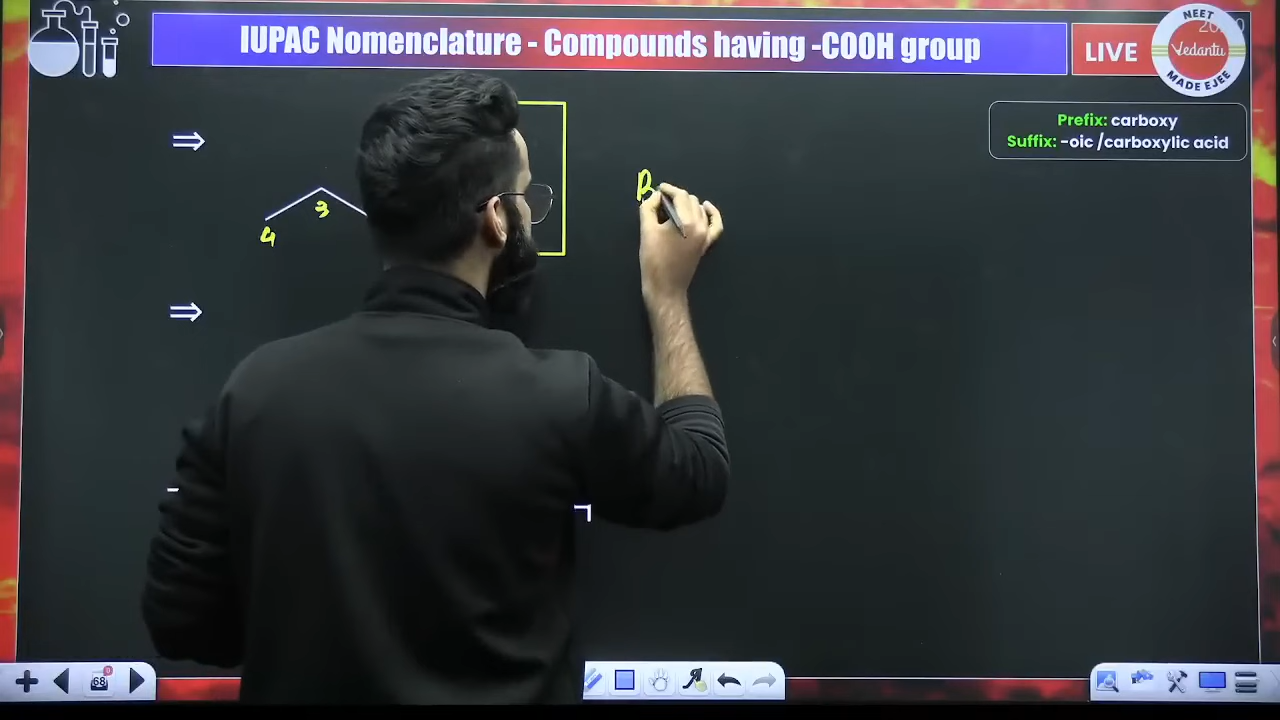 IUPAC Nomenclature - Compounds having -COOH group
LIVE
NEET
Vedantu
MADE EJEE
Prefix: carboxy
Suffix: -oic /carboxylic acid
3
4
B
68
9